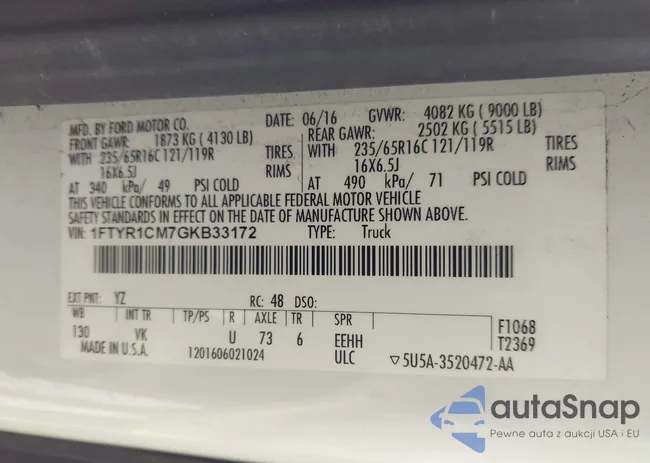 MFD. BY FORD MOTOR CO. DATE: 06/16 GVWR: 4082 KG ( 9000 LB)
FRONT GAWR: 1873 KG ( 4130 LB) REAR GAWR: 2502 KG ( 5515 LB)
WITH 235/65R16C 121/119R TIRES WITH 235/65R16C 121/119R TIRES
16X6.5J RIMS 16X6.5J RIMS
AT 340 kPa/ 49 PSI COLD AT 490 kPa/ 71 PSI COLD
THIS VEHICLE CONFORMS TO ALL APPLICABLE FEDERAL MOTOR VEHICLE
SAFETY STANDARDS IN EFFECT ON THE DATE OF MANUFACTURE SHOWN ABOVE.
VIN: 1FTYR1CM7GKB33172 TYPE: Truck
EXT PNT: YZ RC: 48 DSO:
WB INT TR TP/PS R AXLE TR SPR F1068
130 VK U 73 6 EEHH T2369
MADE IN U.S.A. 1201606021024 ULC ▽5U5A-3520472-AA
autaSnap
Pewne auta z aukcji USA i EU